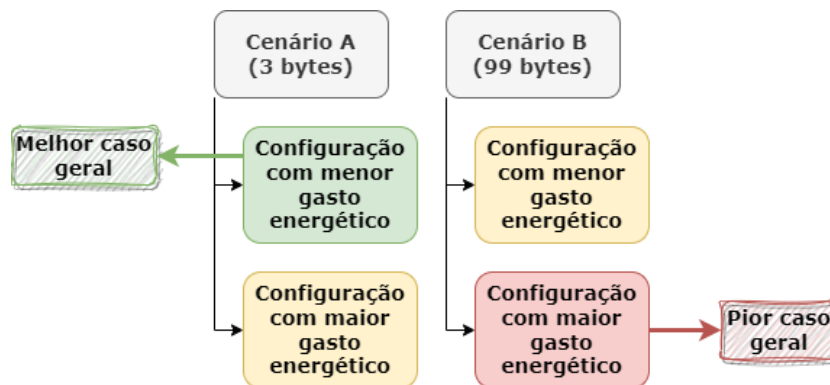 Cenário A
(3 bytes)
Cenário B
(99 bytes)
Melhor caso
geral
Configuração
com menor
gasto
energético
Configuração
com menor
gasto
energético
Configuração
com maior
gasto
energético
Configuração
com maior
gasto
energético
Pior caso
geral